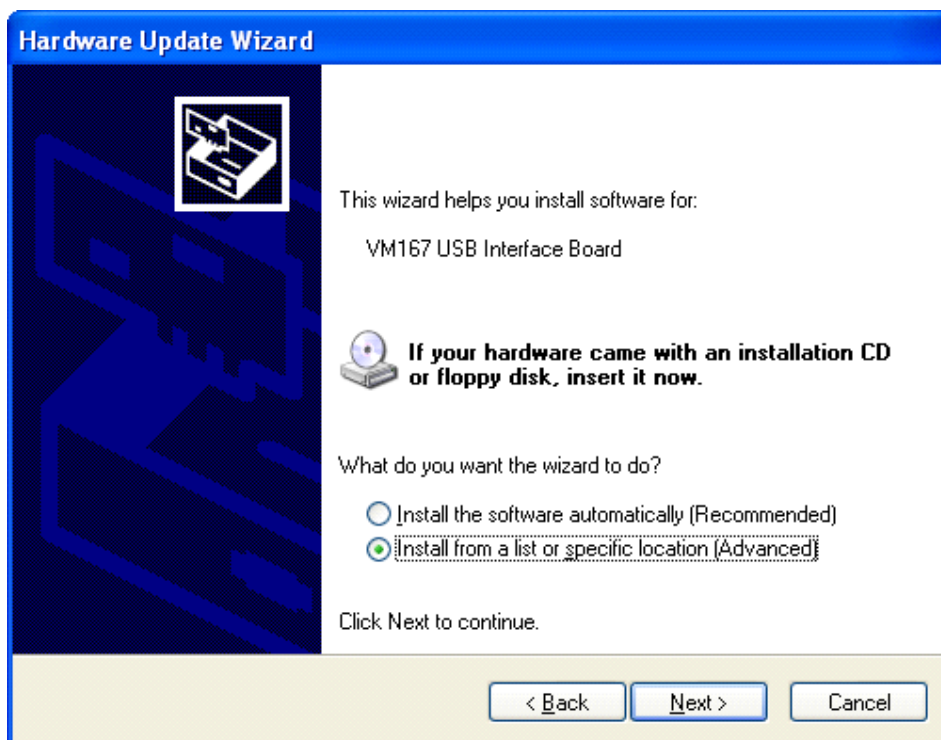 Hardware Update Wizard
This wizard helps you install software for:
VM167 USB Interface Board
If your hardware came with an installation CD
or floppy disk, insert it now.
What do you want the wizard to do?
Install the software automatically (Recommended)
Install from a list or specific location (Advanced)
Click Next to continue.
< Back Next > Cancel